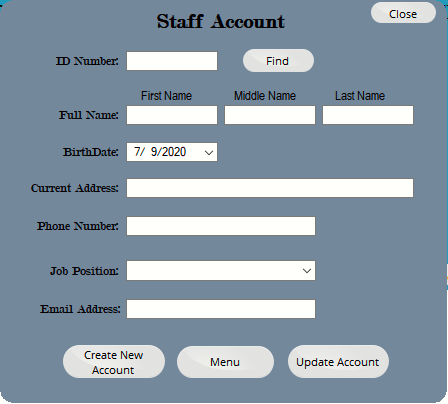 Staff Account
Close
ID Number:
Find
First Name Middle Name Last Name
Full Name:
BirthDate: 7/ 9/2020
Current Address:
Phone Number:
Job Position:
Email Address:
Create New
Account
Menu
Update Account